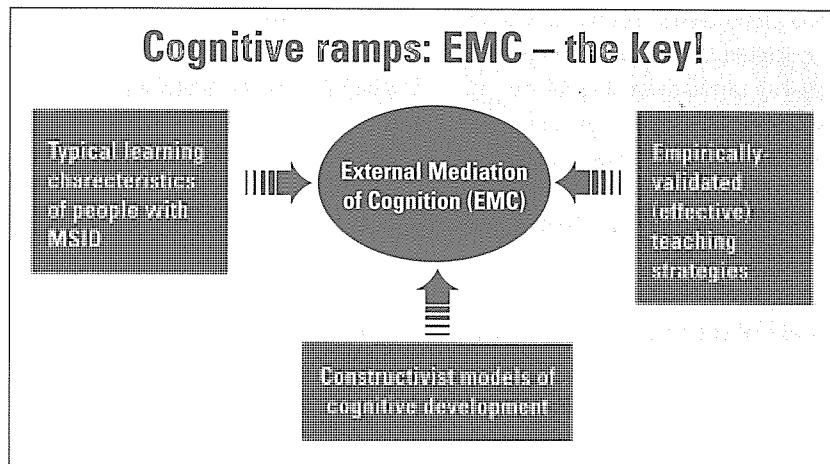 Cognitive ramps: EMC – the key!
Typical learning
charecteristics
of people with
MSID
External Mediation
of Cognition (EMC)
Empirically
validated
(effective)
teaching
strategies
Constructivist models of
cognitive development